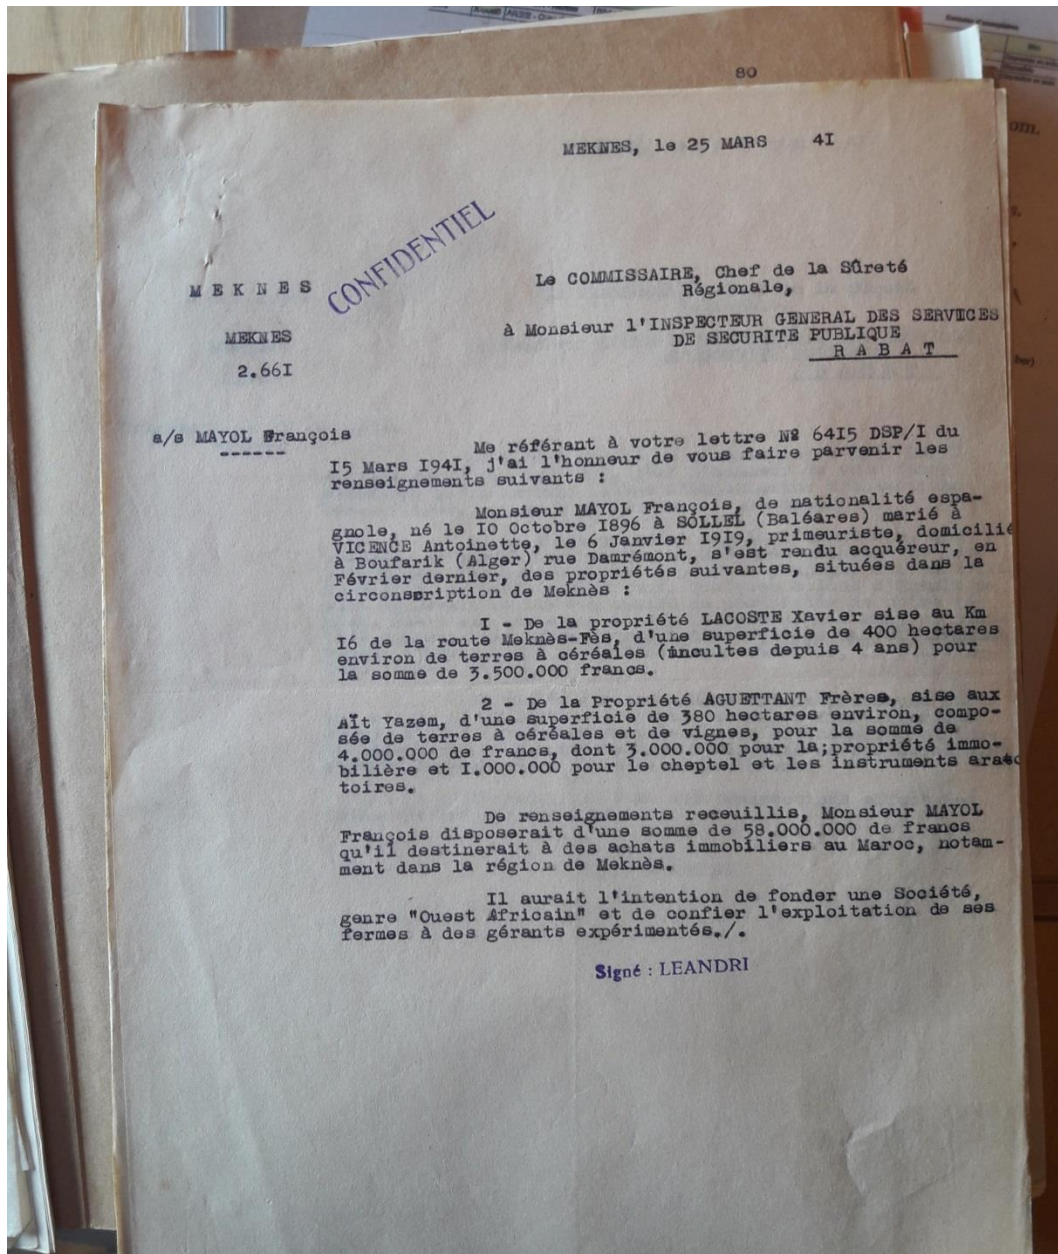 80
MEKNES, le 25 MARS 4I
CONFIDENTIEL
M E K N E S
Le COMMISSAIRE, Chef de la Sûreté
Régionale,
à Monsieur l'INSPECTEUR GENERAL DES SERVICES
DE SECURITE PUBLIQUE
R A B A T
MEKNES
2.66I
a/s MAYOL François
------
Me référant à votre lettre Nº 64I5 DSP/I du
I5 Mars I94I, j'ai l'honneur de vous faire parvenir les
renseignements suivants :
Monsieur MAYOL François, de nationalité espa-
gnole, né le IO Octobre I896 à SOLLEL (Baléares) marié à
VICENCE Antoinette, le 6 Janvier I9I9, primeuriste, domicilié
à Boufarik (Alger) rue Damrémont, s'est rendu acquéreur, en
Février dernier, des propriétés suivantes, situées dans la
circonscription de Meknès :
I - De la propriété LACOSTE Xavier sise au Km
I6 de la route Meknès-Fès, d'une superficie de 400 hectares
environ de terres à céréales (incultes depuis 4 ans) pour
la somme de 3.500.000 francs.
2 - De la Propriété AGUETTANT Frères, sise aux
Aït Yazem, d'une superficie de 380 hectares environ, compo-
sée de terres à céréales et de vignes, pour la somme de
4.000.000 de francs, dont 3.000.000 pour la;propriété immo-
bilière et I.000.000 pour le cheptel et les instruments arato
toires.
De renseignements receuillis, Monsieur MAYOL
François disposerait d'une somme de 58.000.000 de francs
qu'il destinerait à des achats immobiliers au Maroc, notam-
ment dans la région de Meknès.
Il aurait l'intention de fonder une Société,
genre "Ouest Africain" et de confier l'exploitation de ses
fermes à des gérants expérimentés./.
Signé : LEANDRI